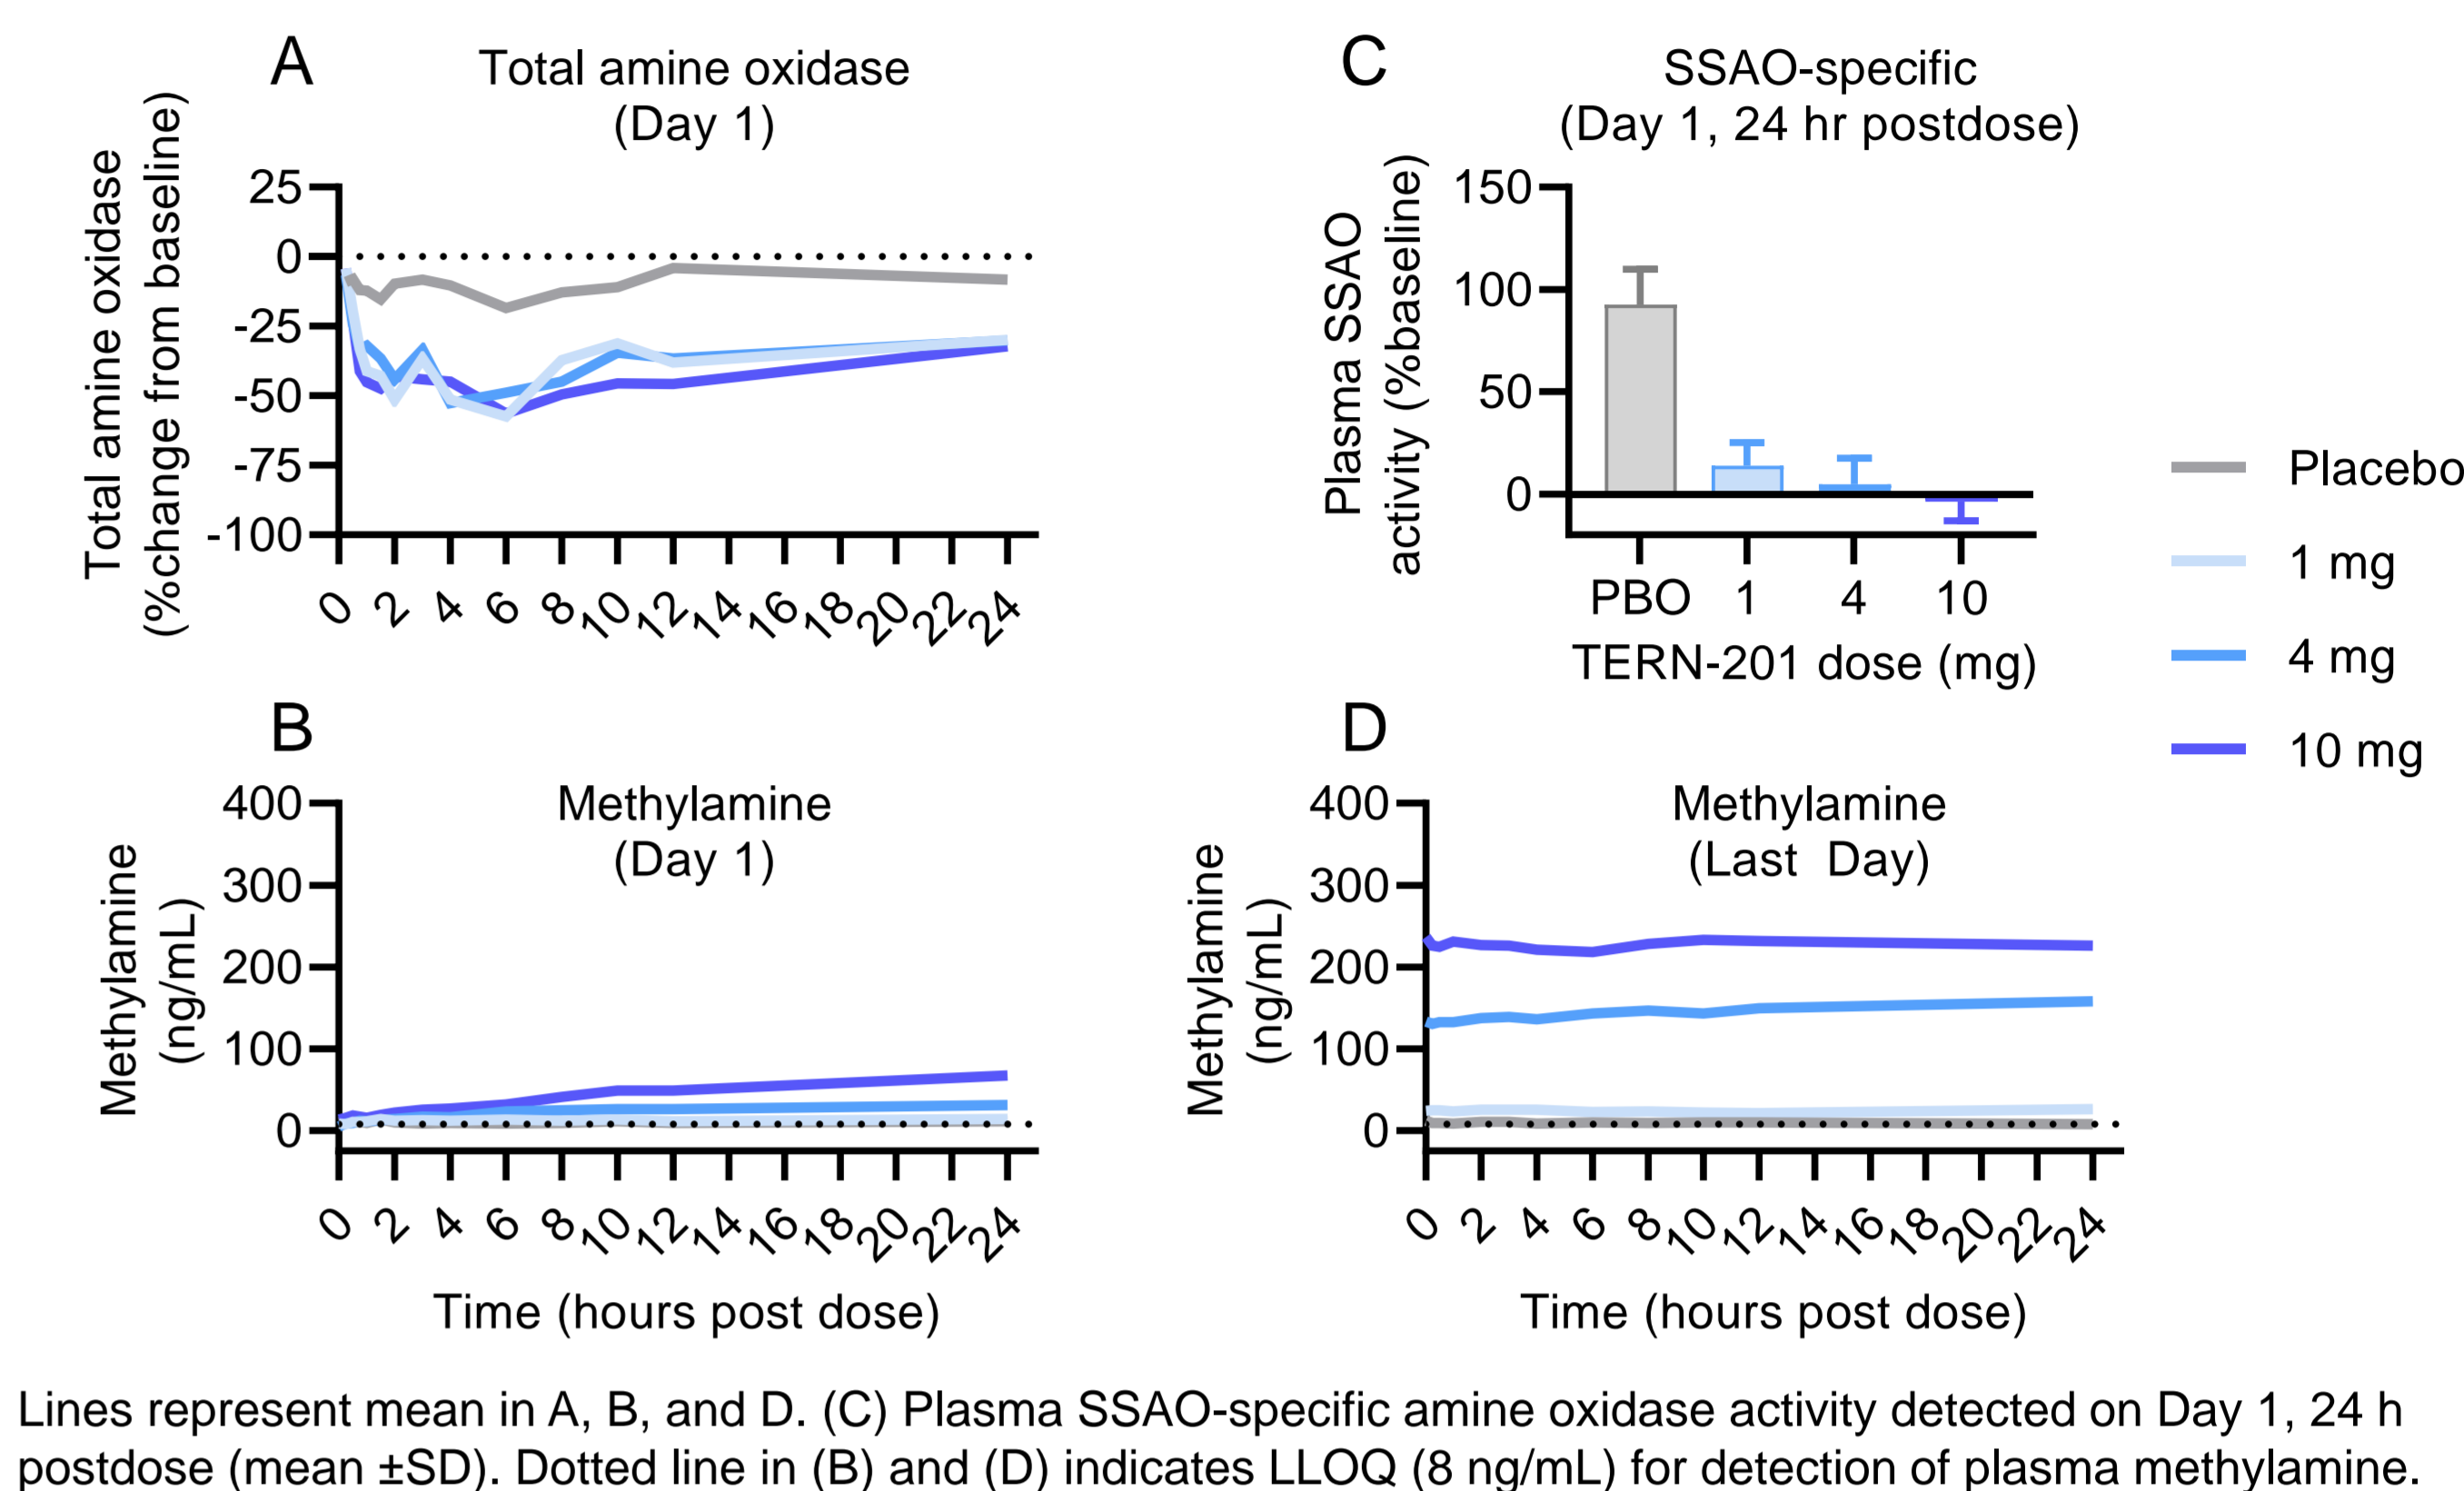 A
Total amine oxidase
(Day 1)
Total amine oxidase
(%change from baseline)
25
0
-25
-50
-75
-100
0 2 4 6 8 10 12 14 16 18 20 22 24
C
SSAO-specific
(Day 1, 24 hr postdose)
Plasma SSAO
activity (%baseline)
150
100
50
0
PBO 1 4 10
TERN-201 dose (mg)
Placebo
1 mg
4 mg
10 mg
B
Methylamine
(Day 1)
Methylamine
(ng/mL)
400
300
200
100
0
0 2 4 6 8 10 12 14 16 18 20 22 24
Time (hours post dose)
D
Methylamine
(Last Day)
Methylamine
(ng/mL)
400
300
200
100
0
0 2 4 6 8 10 12 14 16 18 20 22 24
Time (hours post dose)
Lines represent mean in A, B, and D. (C) Plasma SSAO-specific amine oxidase activity detected on Day 1, 24 h
postdose (mean ±SD). Dotted line in (B) and (D) indicates LLOQ (8 ng/mL) for detection of plasma methylamine.